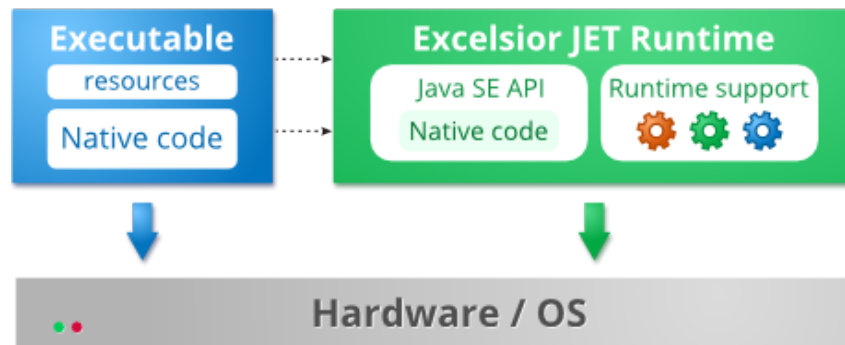 Executable
resources
Native code
Excelsior JET Runtime
Java SE API
Native code
Runtime support
Hardware / OS